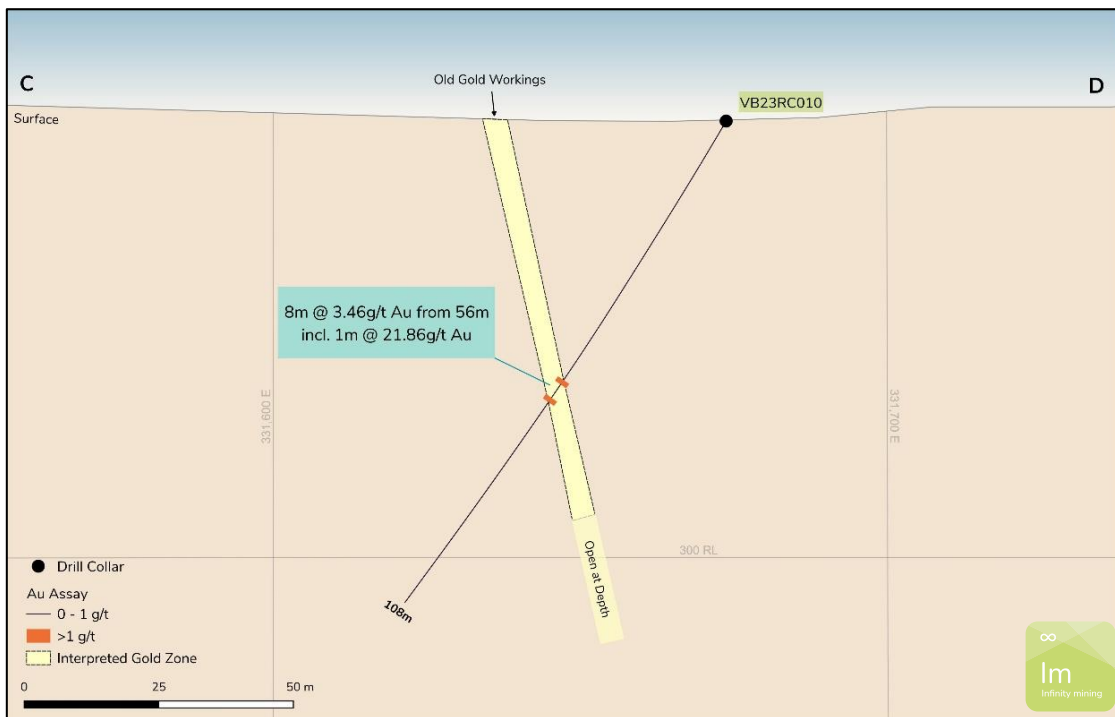 C
D
Old Gold Workings
VB23RC010
Surface
8m @ 3.46g/t Au from 56m
incl. 1m @ 21.86g/t Au
331,600 E
331,700 E
300 RL
Open at Depth
108m
Drill Collar
Au Assay
0 - 1 g/t
>1 g/t
Interpreted Gold Zone
0 25 50 m
∞
Im
Infinity mining